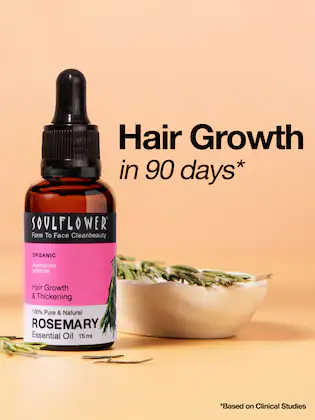 Hair Growth
in 90 days*
SOULFLOWER
Farm To Face Cleanbeauty
ORGANIC
Hair Growth
& Thickening
100% Pure & Natural
ROSEMARY
Essential Oil 15 ml
*Based on Clinical Studies